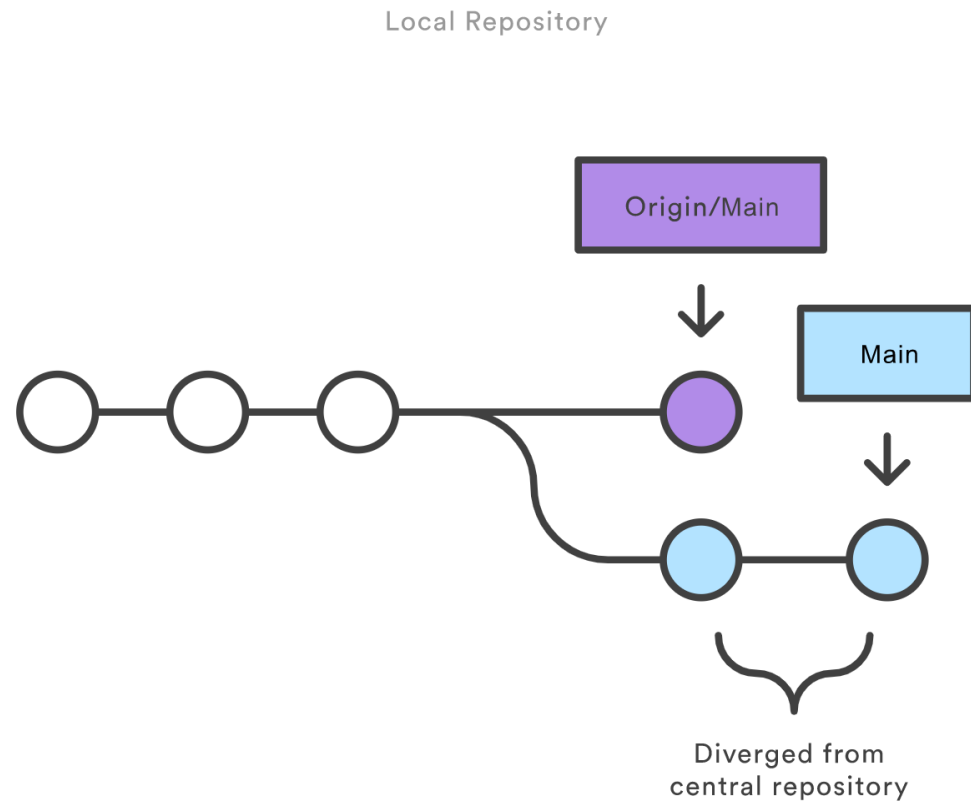 Local Repository
Origin/Main
Main
Diverged from
central repository